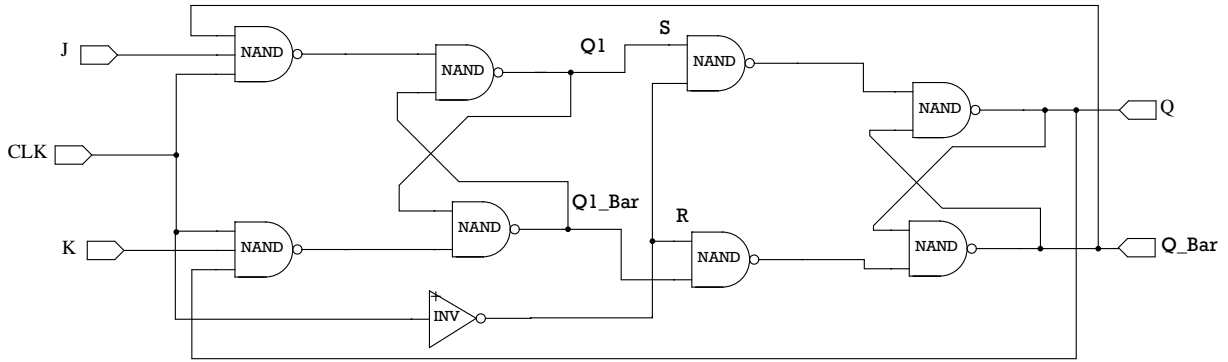 J
NAND
NAND
Q1
S
NAND
NAND
Q
CLK
NAND
Q1_Bar
R
K
NAND
NAND
NAND
Q_Bar
INV